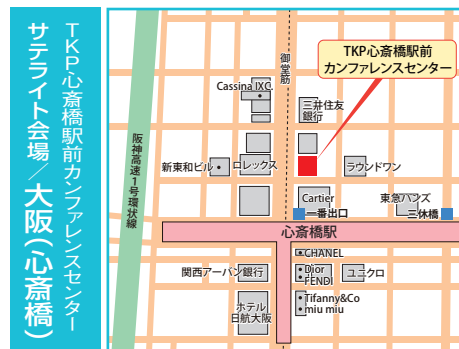 TKP心斎橋駅前カンファレンスセンター
サテライト会場／大阪(心斎橋)
御堂筋
TKP心斎橋駅前
カンファレンスセンター
Cassina IXC.
三井住友
銀行
阪神高速1号環状線
新東和ビル
ロレックス
ラウンドワン
Cartier
東急ハンズ
一番出口
三休橋
心斎橋駅
CHANEL
関西アーバン銀行
Dior
FENDI
ユニクロ
ホテル
日航大阪
Tifanny&Co
miu miu